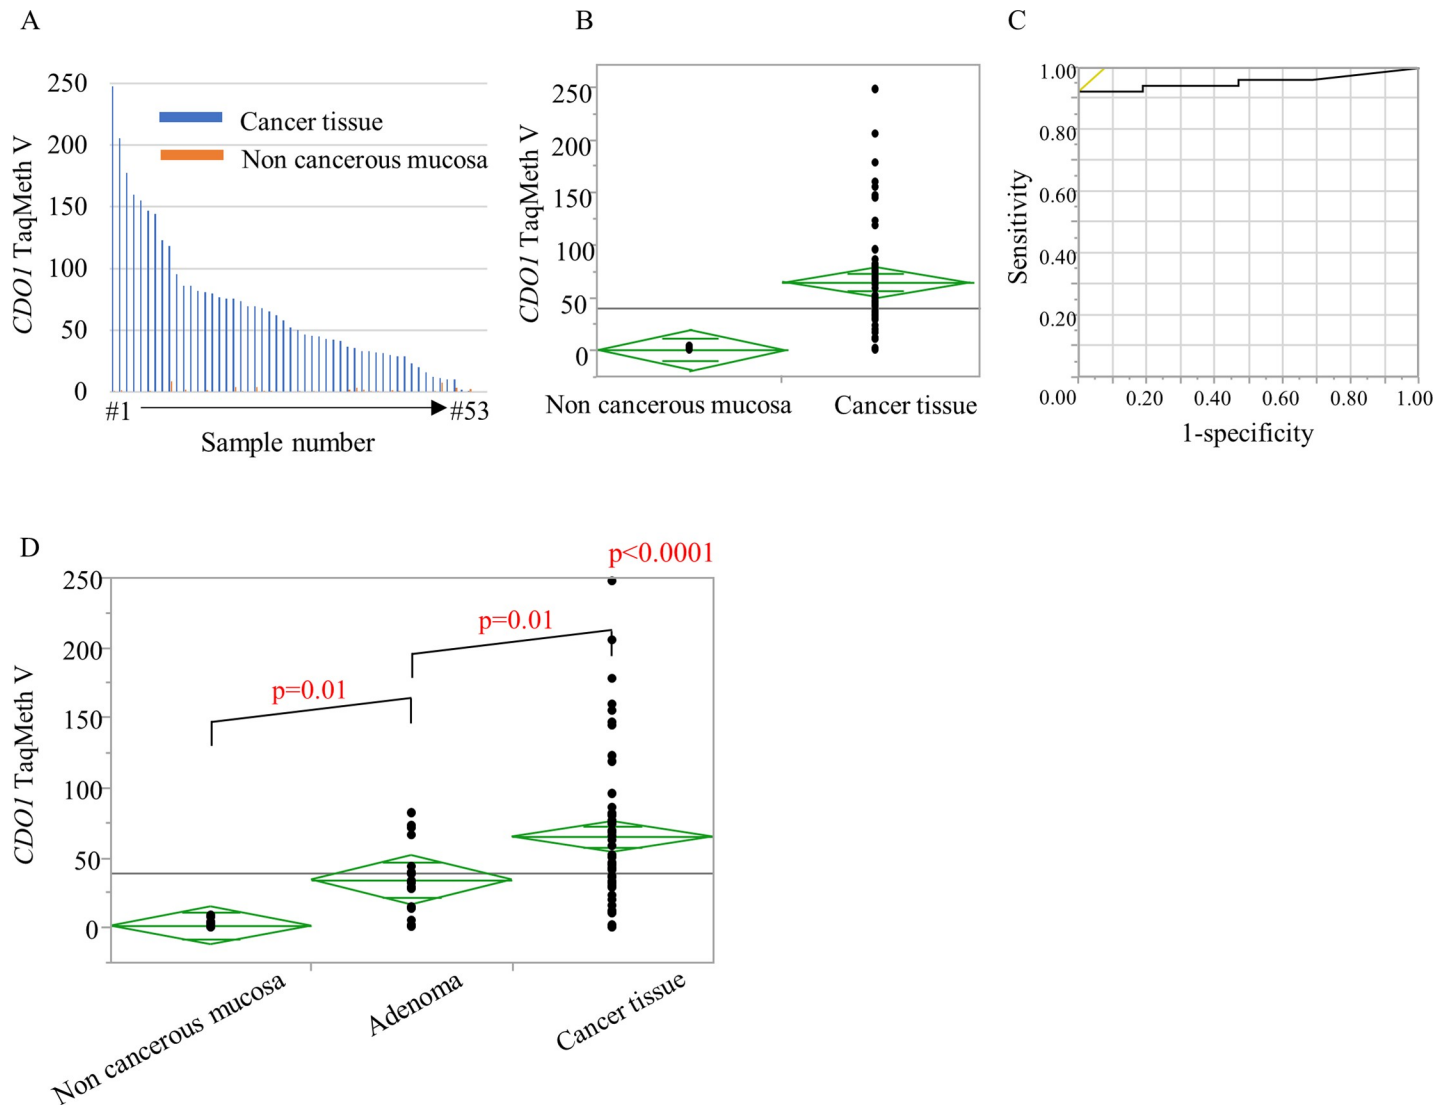 A
250
200
150
100
50
0
CDO1 TaqMeth V
Cancer tissue
Non cancerous mucosa
#1
#53
Sample number
B
250
200
150
100
50
0
CDO1 TaqMeth V
Non cancerous mucosa
Cancer tissue
C
1.00
0.80
0.60
0.40
0.20
0.00
Sensitivity
0.20
0.40
0.60
0.80
1.00
1-specificity
D
p<0.0001
p=0.01
p=0.01
250
200
150
100
50
0
CDO1 TaqMeth V
Non cancerous mucosa
Adenoma
Cancer tissue